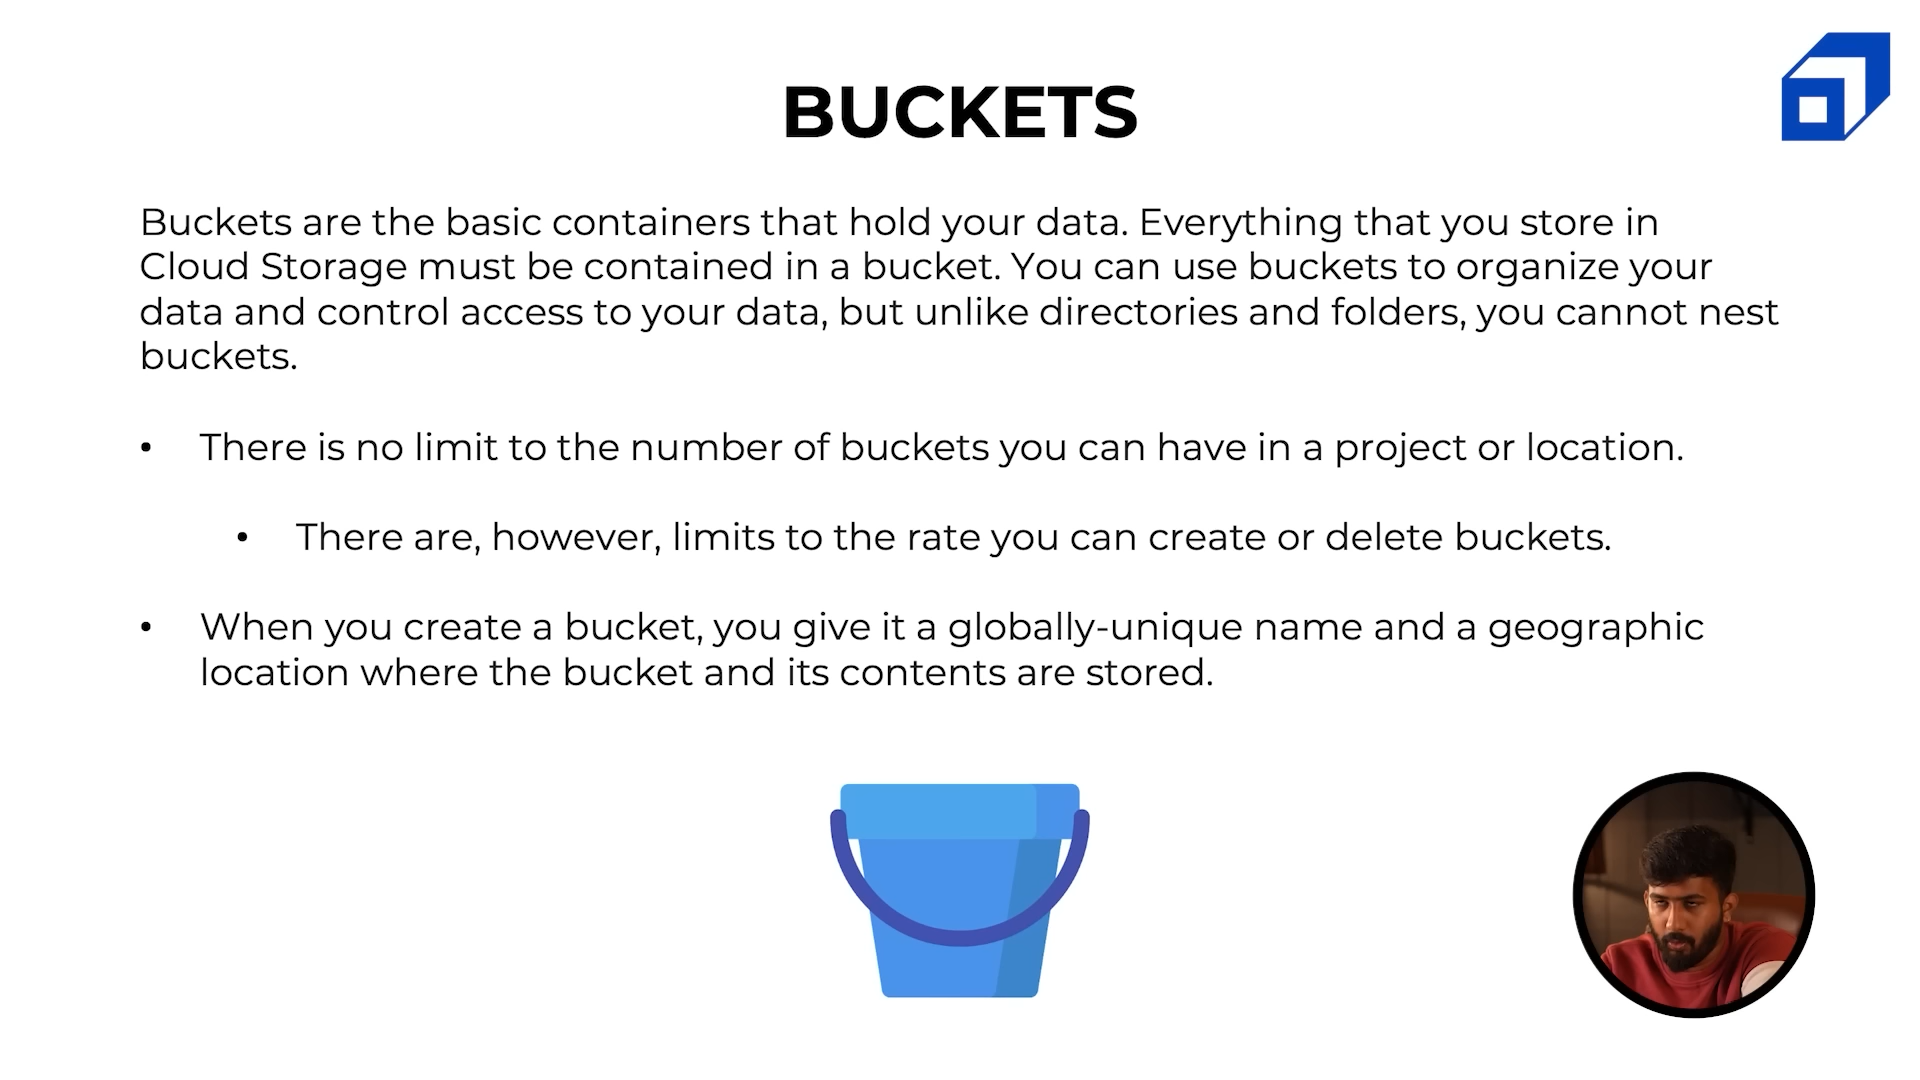 BUCKETS
Buckets are the basic containers that hold your data. Everything that you store in
Cloud Storage must be contained in a bucket. You can use buckets to organize your
data and control access to your data, but unlike directories and folders, you cannot nest
buckets.
• There is no limit to the number of buckets you can have in a project or location.
• There are, however, limits to the rate you can create or delete buckets.
• When you create a bucket, you give it a globally-unique name and a geographic
location where the bucket and its contents are stored.